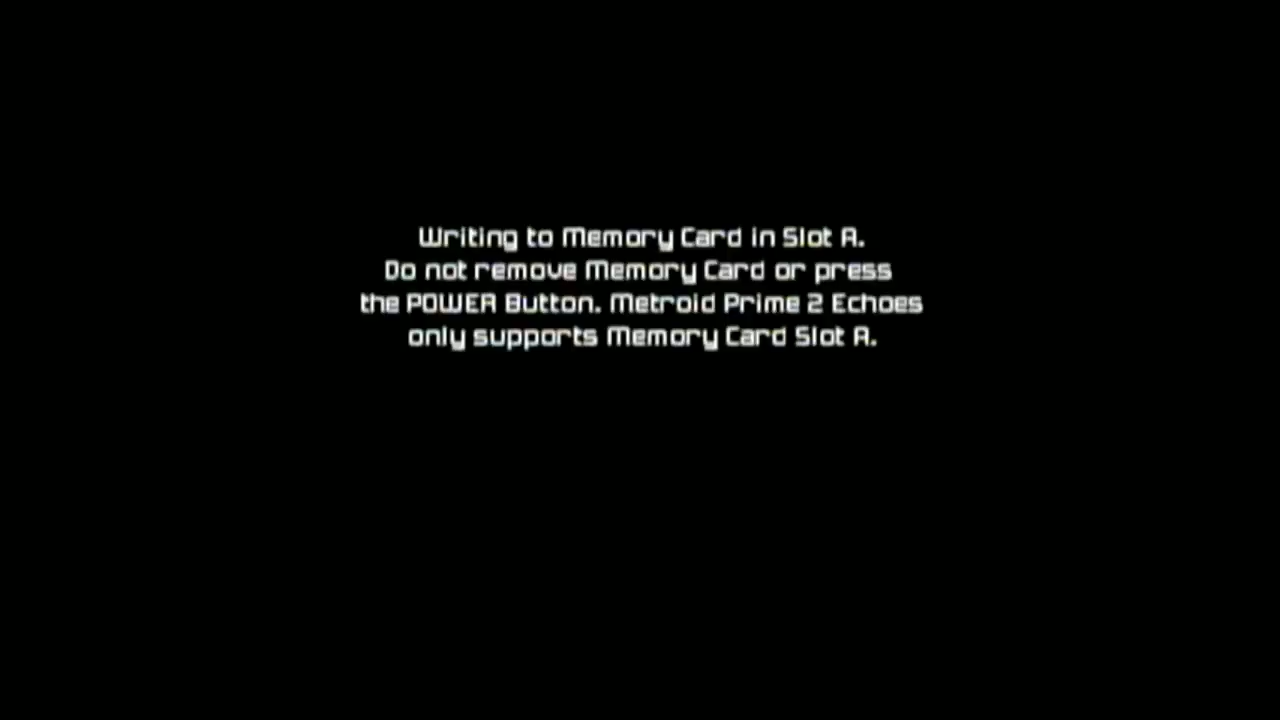 Writing to Memory Card in Slot A.
Do not remove Memory Card or press
the POWER Button. Metroid Prime 2 Echoes
only supports Memory Card Slot A.